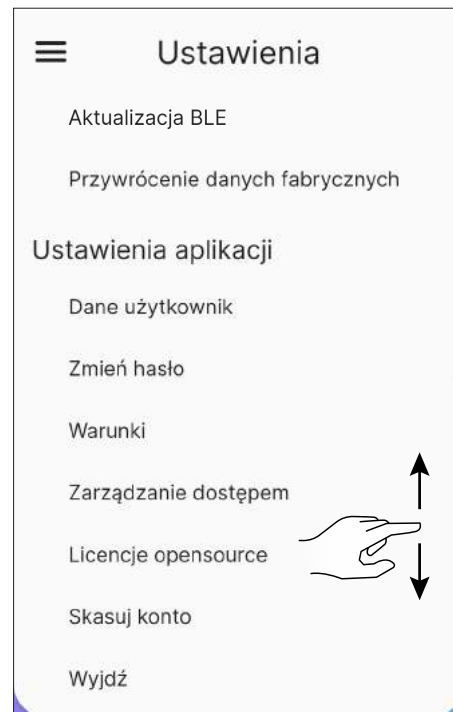 Ustawienia
Aktualizacja BLE
Przywrócenie danych fabrycznych
Ustawienia aplikacji
Dane użytkownik
Zmień hasło
Warunki
Zarządzanie dostępem
Licencje opensource
Skasuj konto
Wyjdź